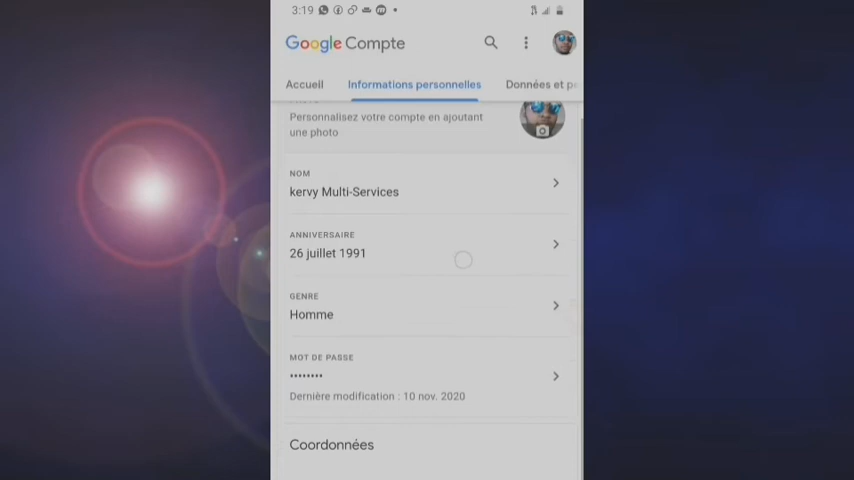 3:19
Google Compte
Accueil Informations personnelles Données et p
Personnalisez votre compte en ajoutant
une photo
NOM
kervy Multi-Services
ANNIVERSAIRE
26 juillet 1991
GENRE
Homme
MOT DE PASSE
••••••••
Dernière modification : 10 nov. 2020
Coordonnées